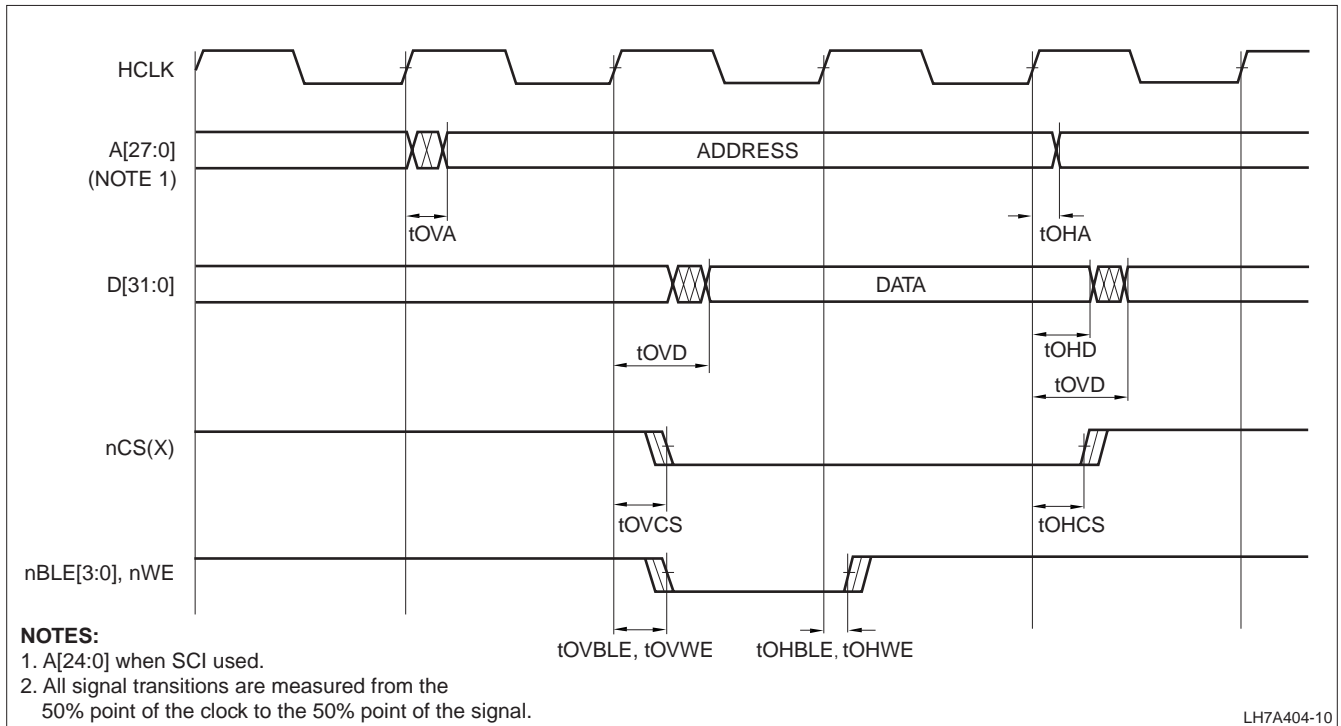 HCLK
A[27:0]
(NOTE 1)
ADDRESS
tOVA
tOHA
D[31:0]
DATA
tOVD
tOHD
tOVD
nCS(X)
tOVCS
tOHCS
nBLE[3:0], nWE
tOVBLE, tOVWE
tOHBLE, tOHWE
NOTES:
1. A[24:0] when SCI used.
2. All signal transitions are measured from the
50% point of the clock to the 50% point of the signal.
LH7A404-10